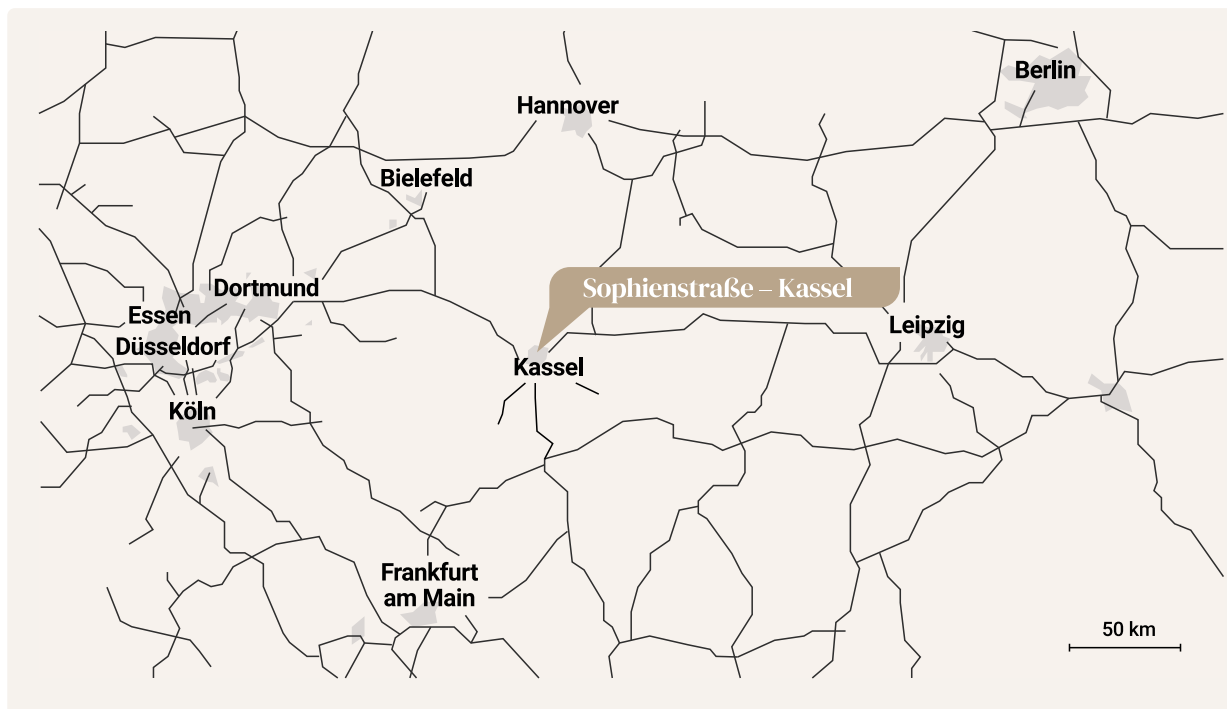 Berlin
Hannover
Bielefeld
Sophienstraße – Kassel
Dortmund
Essen
Leipzig
Düsseldorf
Kassel
Köln
Frankfurt
am Main
50 km